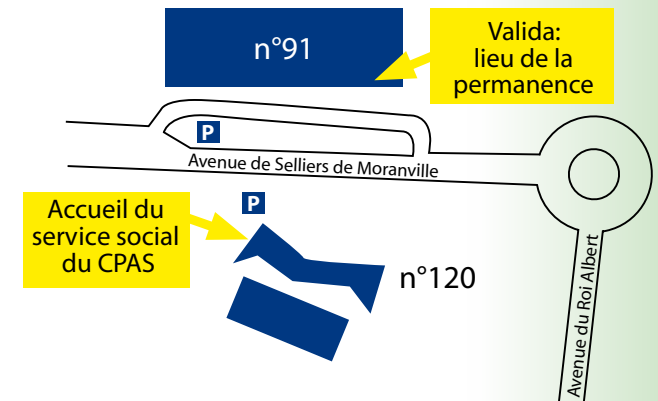 n°91
Valida:
lieu de la
permanence
P
Avenue de Selliers de Moranville
P
Accueil du
service social
du CPAS
n°120
Avenue du Roi Albert